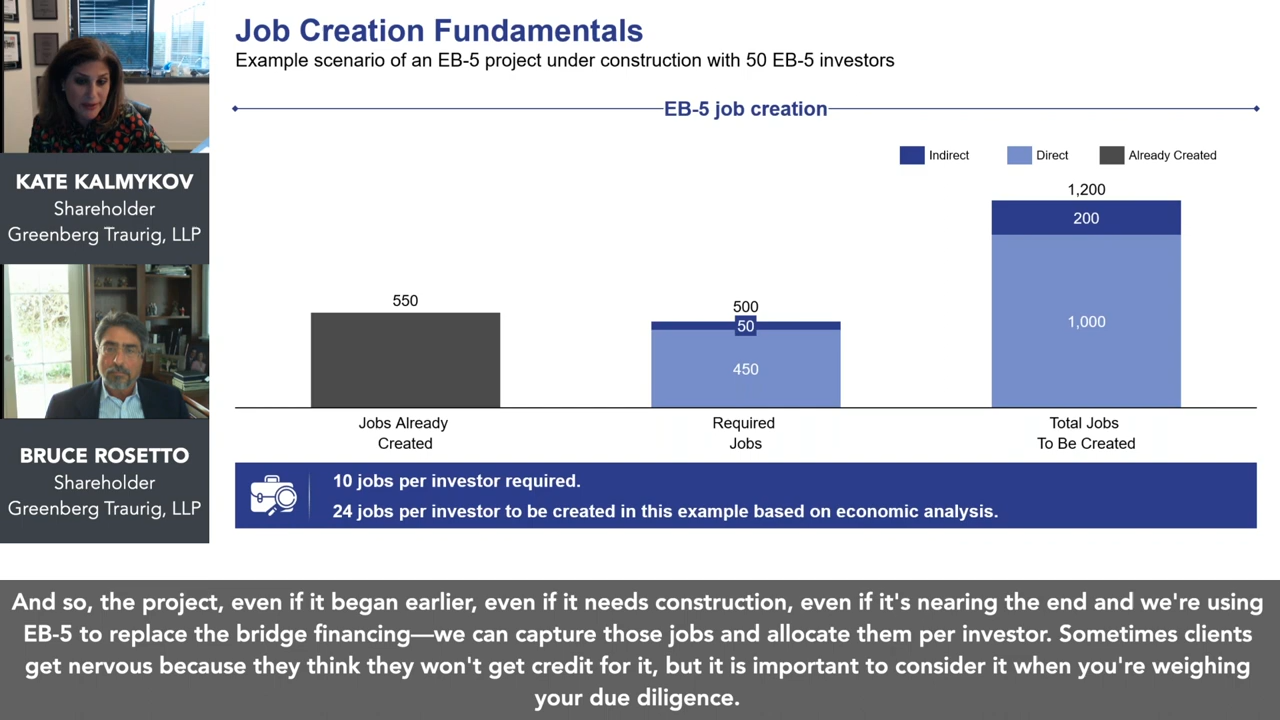 Job Creation Fundamentals
Example scenario of an EB-5 project under construction with 50 EB-5 investors
EB-5 job creation
Indirect
Direct
Already Created
550
500
50
450
1,200
200
1,000
Jobs Already
Created
Required
Jobs
Total Jobs
To Be Created
10 jobs per investor required.
24 jobs per investor to be created in this example based on economic analysis.
KATE KALMYKOV
Shareholder
Greenberg Traurig, LLP
BRUCE ROSETTO
Shareholder
Greenberg Traurig, LLP
And so, the project, even if it began earlier, even if it needs construction, even if it's nearing the end and we're using
EB-5 to replace the bridge financing—we can capture those jobs and allocate them per investor. Sometimes clients
get nervous because they think they won't get credit for it, but it is important to consider it when you're weighing
your due diligence.